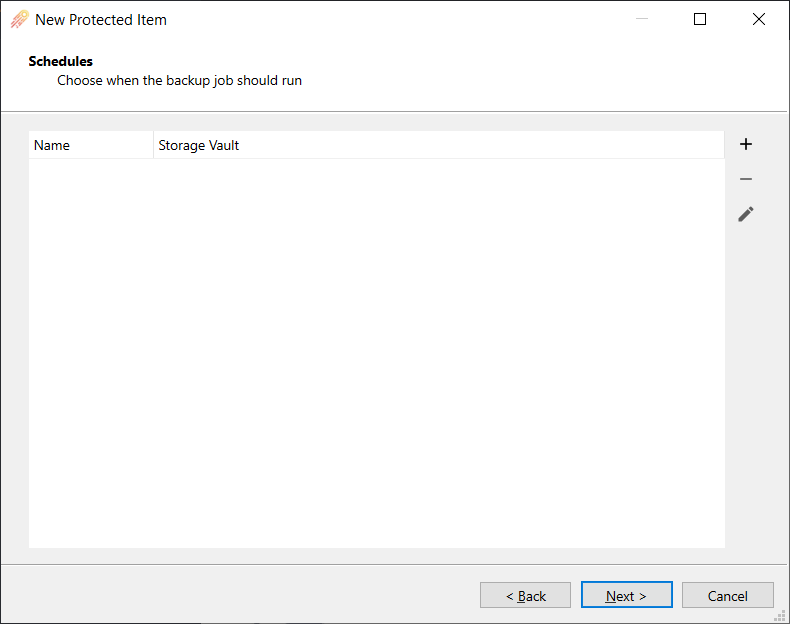 New Protected Item
Schedules
Choose when the backup job should run
Name Storage Vault
< Back Next > Cancel